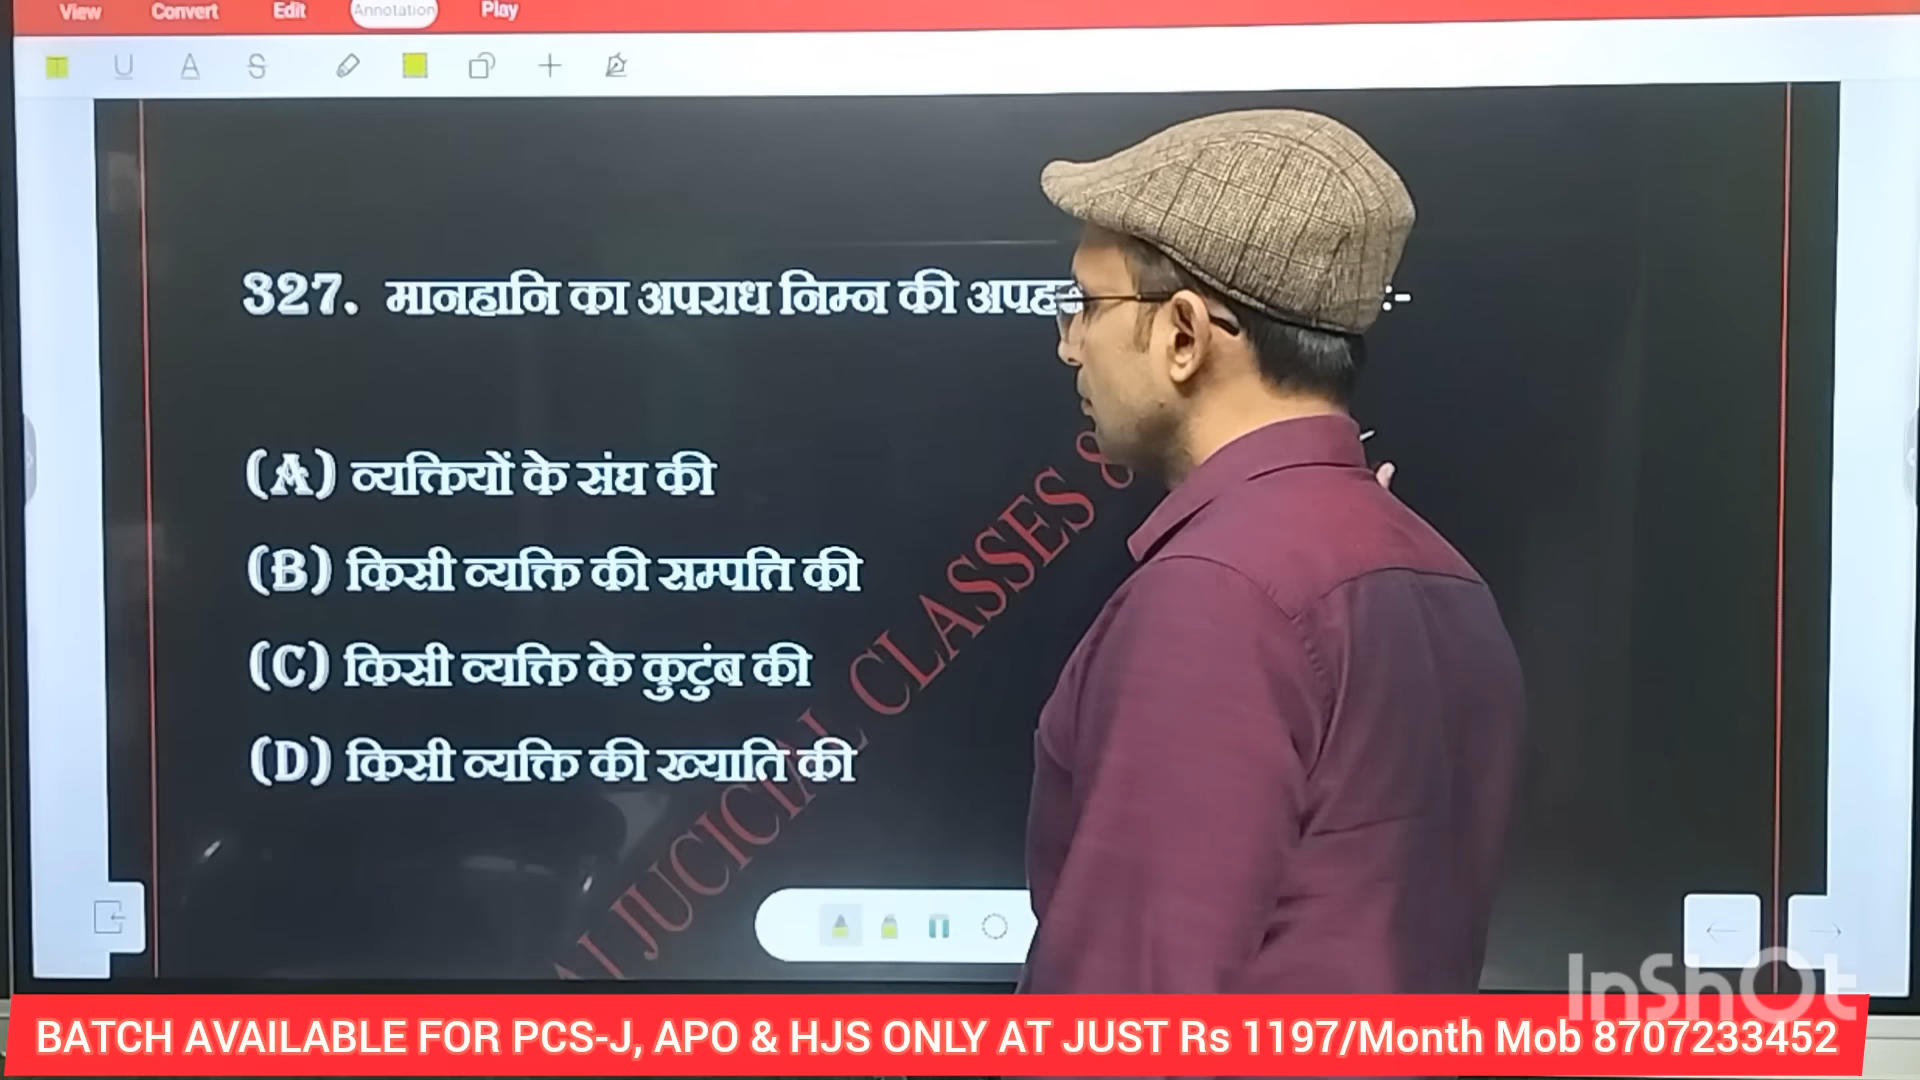 View Convert Edit Annotation Play
T U A S
327. मानहानि का अपराध निम्न की :-
(A) व्यक्तियों के संघ की
(B) किसी व्यक्ति की सम्पत्ति की
(C) किसी व्यक्ति के कुटुंब की
(D) किसी व्यक्ति की ख्याति की
JUCICIAL CLASSES 8
InShOt
BATCH AVAILABLE FOR PCS-J, APO & HJS ONLY AT JUST Rs 1197/Month Mob 8707233452